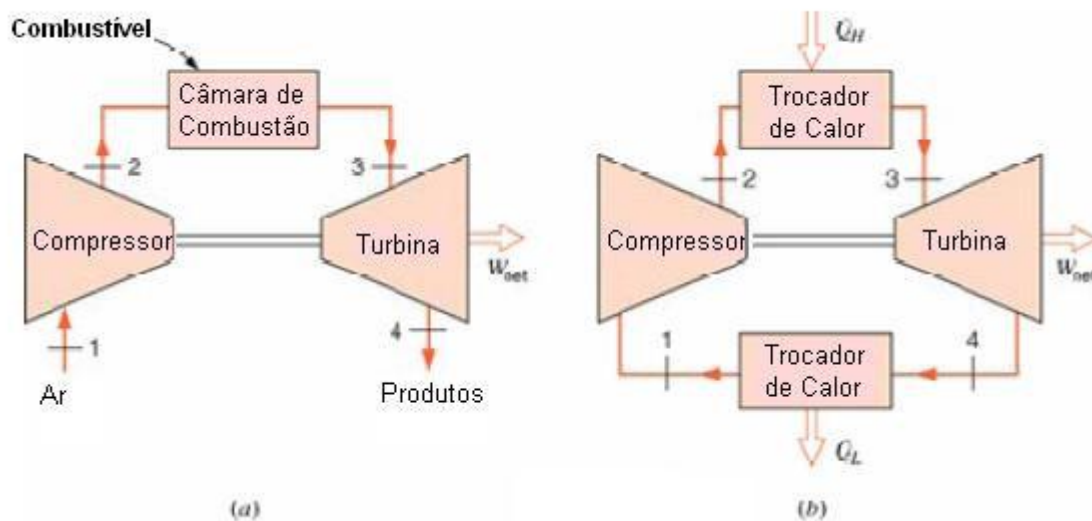 Combustível
Câmara de
Combustão
2
3
Compressor
Turbina
W_net
1
4
Ar
Produtos
(a)
Q_H
Trocador
de Calor
2
3
Compressor
Turbina
W_net
1
4
Trocador
de Calor
Q_L
(b)